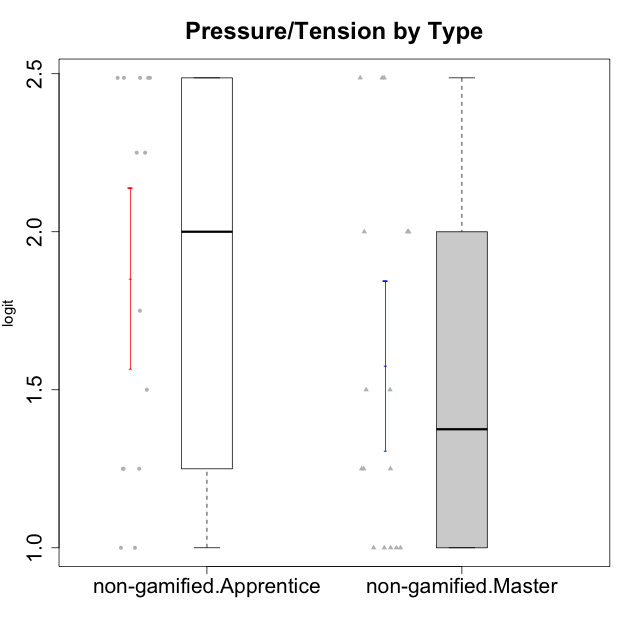 Pressure/Tension by Type
2.5
2.0
1.5
1.0
logit
non-gamified.Apprentice
non-gamified.Master